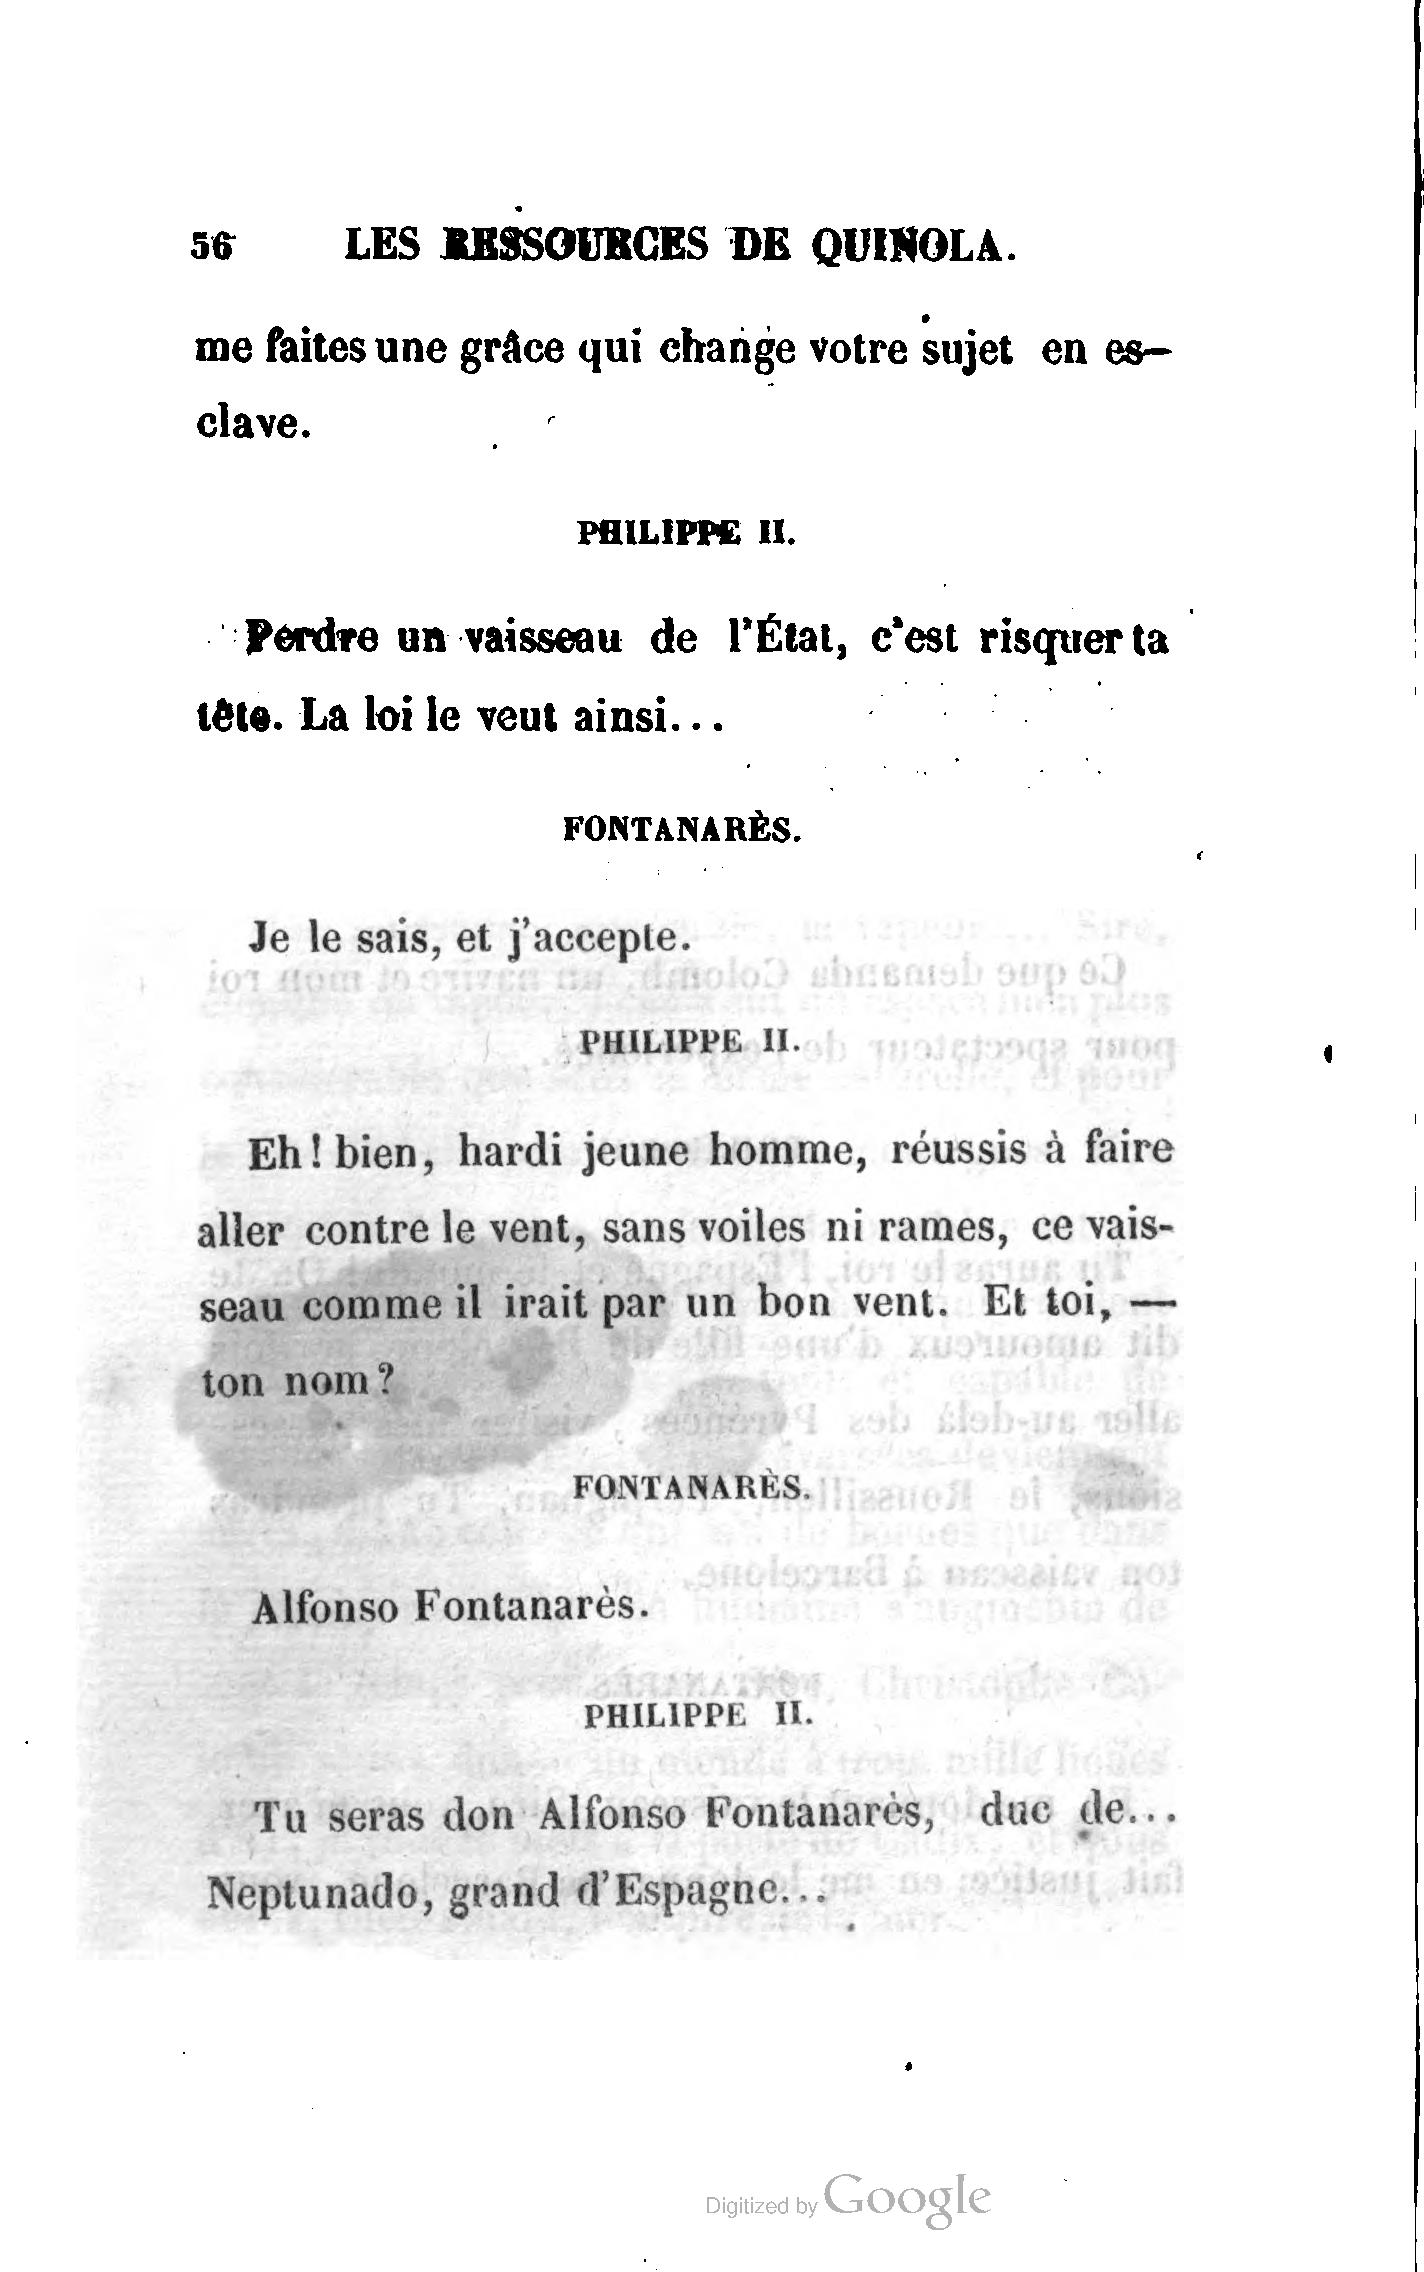 56 LES RESSOURCES DE QUINOLA.
me faites une grâce qui change votre sujet en es-
clave.
PHILIPPE II.
Perdre un vaisseau de l'État, c'est risquer ta
tête. La loi le veut ainsi...
FONTANARÈS.
Je le sais, et j'accepte.
PHILIPPE II.
Eh! bien, hardi jeune homme, réussis à faire
aller contre le vent, sans voiles ni rames, ce vais-
seau comme il irait par un bon vent. Et toi, —
ton nom?
FONTANARÈS.
Alfonso Fontanarès.
PHILIPPE II.
Tu seras don Alfonso Fontanarès, duc de...
Neptunado, grand d'Espagne...
Digitized by Google